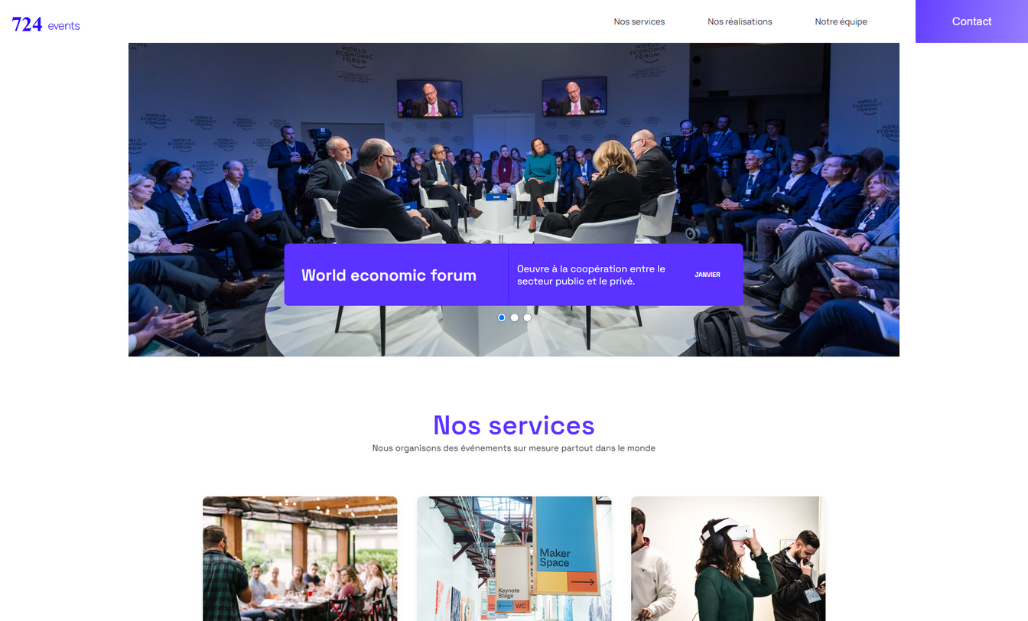 724 events
Nos services
Nos réalisations
Notre équipe
Contact
WORLD ECONOMIC FORUM
World economic forum
Oeuvre à la coopération entre le
secteur public et le privé.
JANVIER
Nos services
Nous organisons des événements sur mesure partout dans le monde
Maker
Space
Keynote
Stage
WC